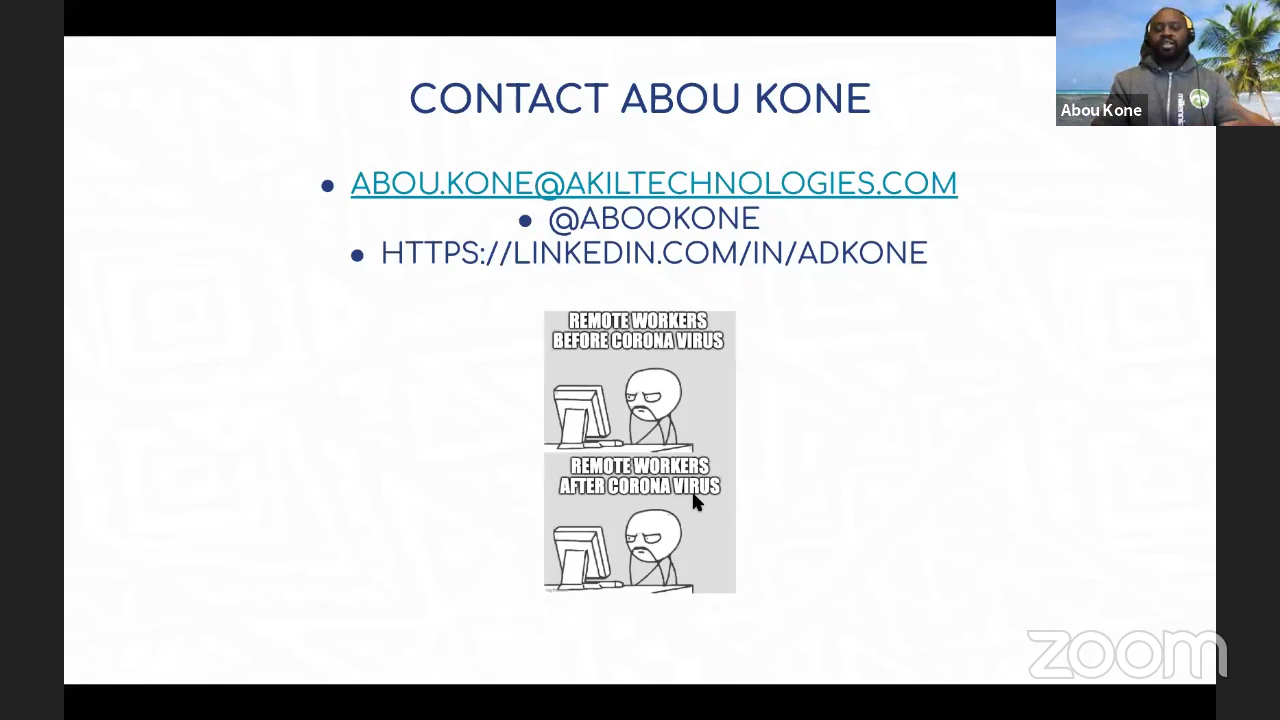 CONTACT ABOU KONE
Abou Kone
● ABOU.KONE@AKILTECHNOLOGIES.COM
● @ABOOKONE
● HTTPS://LINKEDIN.COM/IN/ADKONE
REMOTE WORKERS
BEFORE CORONA VIRUS
REMOTE WORKERS
AFTER CORONA VIRUS
zoom